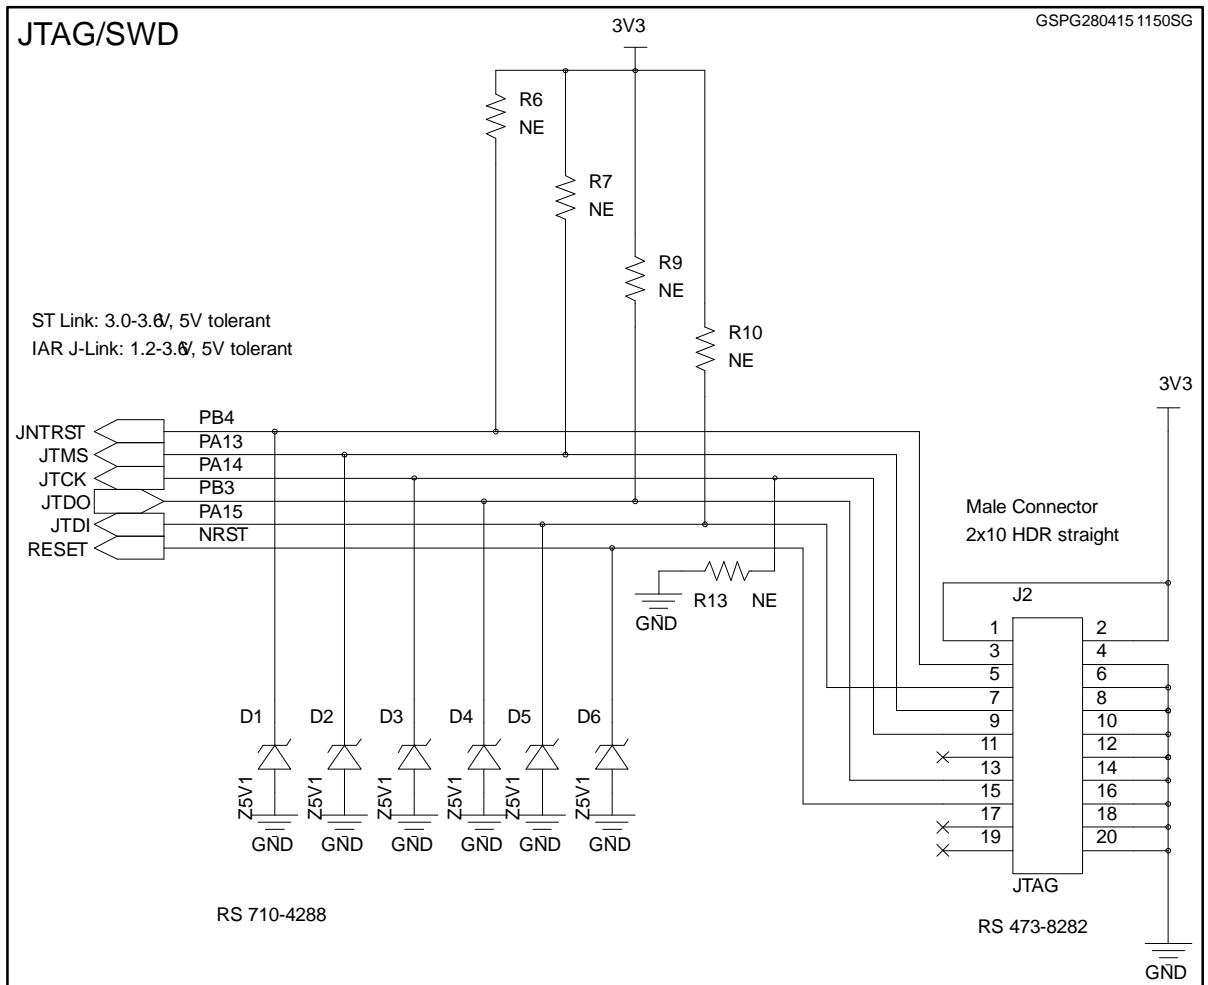 JTAG/SWD
3V3
GSPG280415 1150SG
R6
NE
R7
NE
R9
NE
R10
NE
ST Link: 3.0-3.6V, 5V tolerant
IAR J-Link: 1.2-3.6V, 5V tolerant
3V3
JNTRST PB4
JTMS PA13
JTCK PA14
JTDO PB3
JTDI PA15
RESET NRST
Male Connector
2x10 HDR straight
R13 NE
GND
J2
1 2
3 4
5 6
7 8
9 10
11 12
13 14
15 16
17 18
19 20
JTAG
RS 473-8282
GND
D1 D2 D3 D4 D5 D6
Z5V1 Z5V1 Z5V1 Z5V1 Z5V1 Z5V1
GND GND GND GND GND GND
RS 710-4288